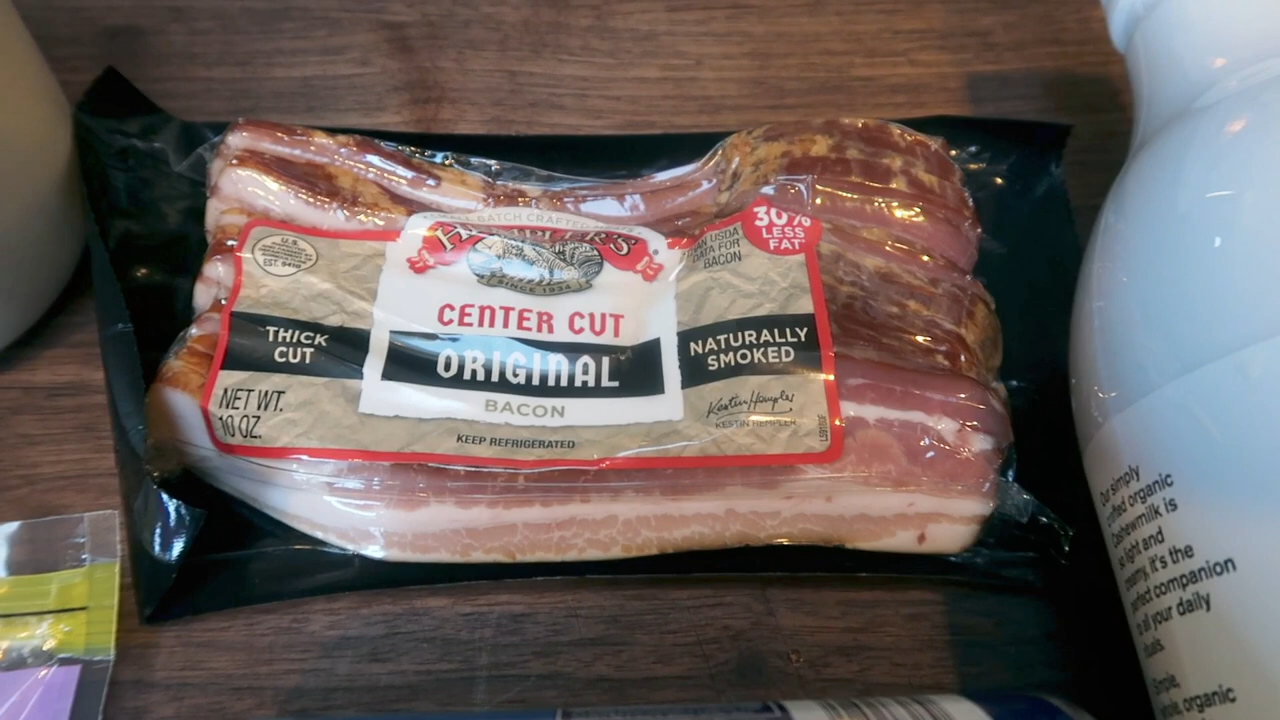 SMALL BATCH CRAFTED
HEMPLER'S
SINCE 1934
CENTER CUT
ORIGINAL
BACON
U.S.
EST. 6410
THICK
CUT
NET WT.
10 OZ.
KEEP REFRIGERATED
30%
LESS
FAT
THAN USDA
DATA FOR
BACON
NATURALLY
SMOKED
Kestin Hempler
KESTIN HEMPLER
Our simply
crafted organic
Cashewmilk is
so light and
creamy, it's the
perfect companion
to all your daily
rituals.
Simple,
whole, organic